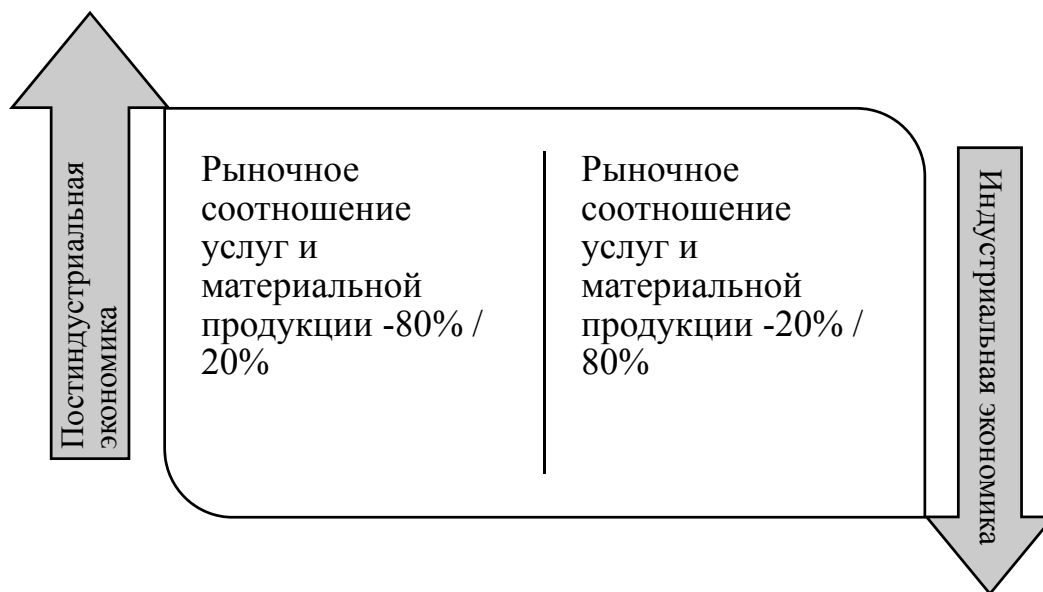 Постиндустриальная
экономика
Рыночное
соотношение
услуг и
материальной
продукции -80% /
20%
Рыночное
соотношение
услуг и
материальной
продукции -20% /
80%
Индустриальная экономика